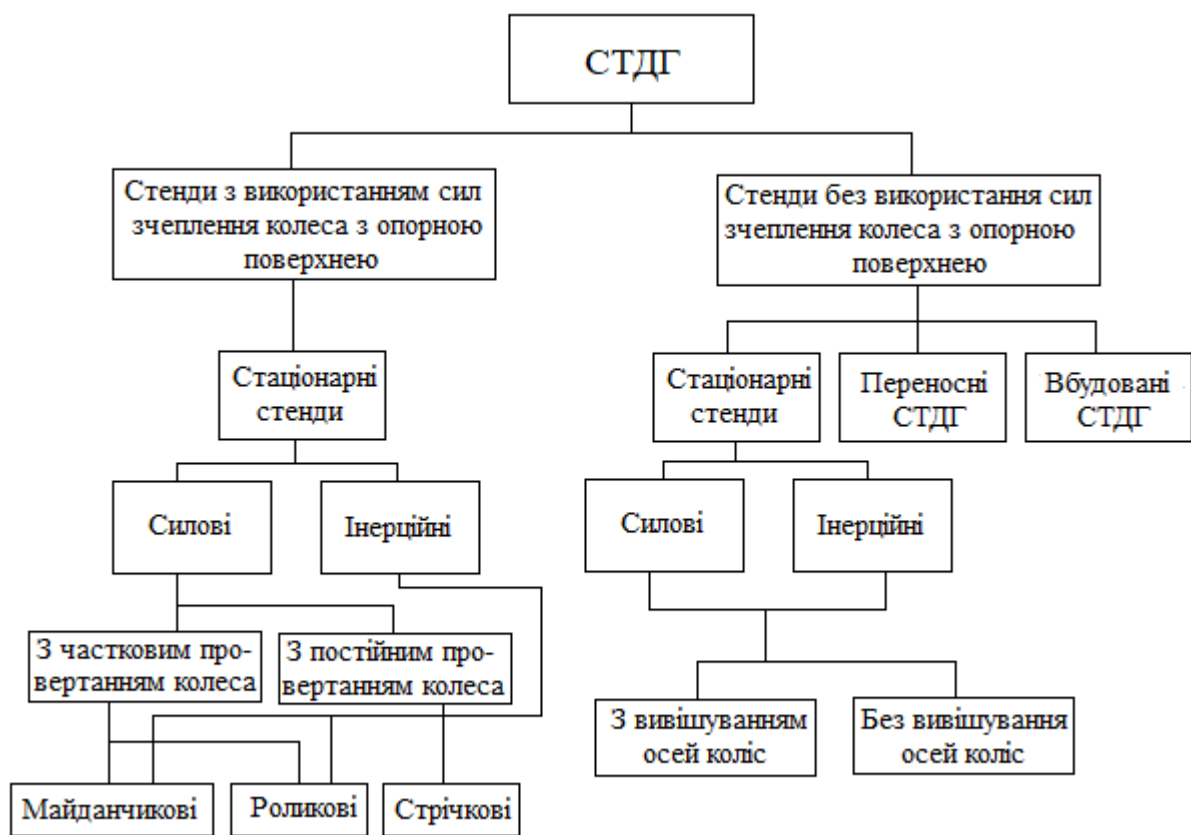 СТДГ
Стенди з використанням сил
зчеплення колеса з опорною
поверхнею
Стенди без використання сил
зчеплення колеса з опорною
поверхнею
Стаціонарні
стенди
Стаціонарні
стенди
Переносні
СТДГ
Вбудовані
СТДГ
Силові
Інерційні
Силові
Інерційні
З частковим про-
вертанням колеса
З постійним про-
вертанням колеса
З вивішуванням
осей коліс
Без вивішування
осей коліс
Майданчикові
Роликові
Стрічкові